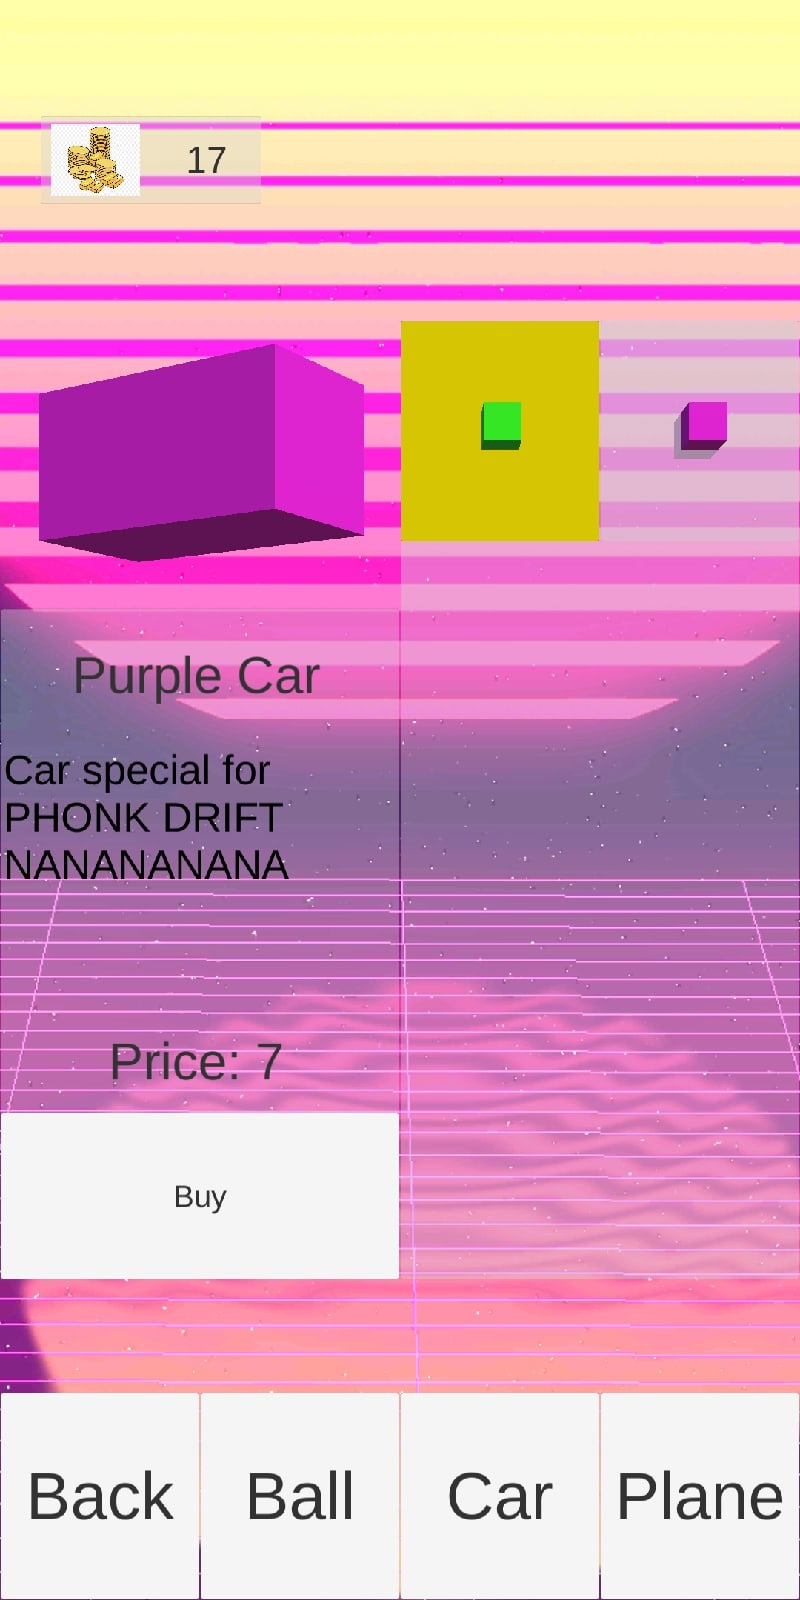 17
Purple Car
Car special for
PHONK DRIFT
NANANANANA
Price: 7
Buy
Back
Ball
Car
Plane